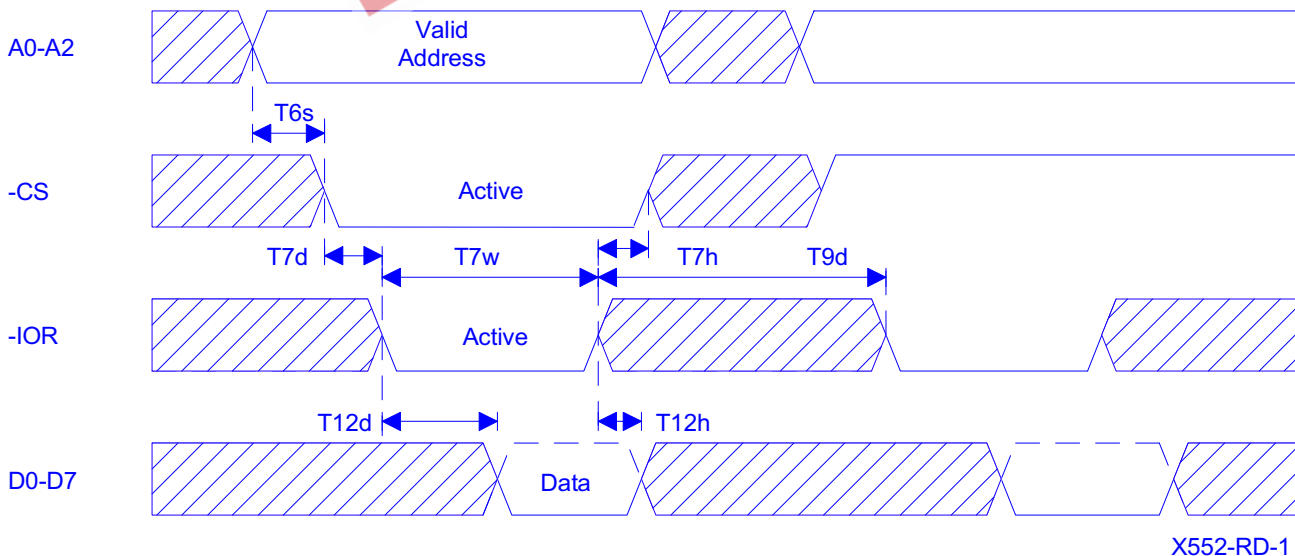 A0-A2
Valid
Address
T6s
-CS
Active
T7d
T7w
T7h
T9d
-IOR
Active
T12d
T12h
D0-D7
Data
X552-RD-1